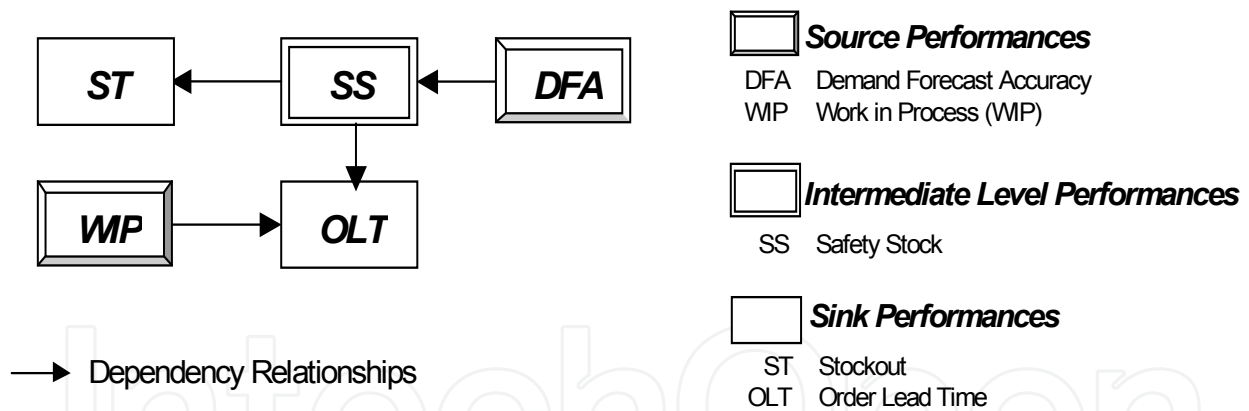 ST
SS
DFA
WIP
OLT
Dependency Relationships
Source Performances
DFA Demand Forecast Accuracy
WIP Work in Process (WIP)
Intermediate Level Performances
SS Safety Stock
Sink Performances
ST Stockout
OLT Order Lead Time
IntechOpen